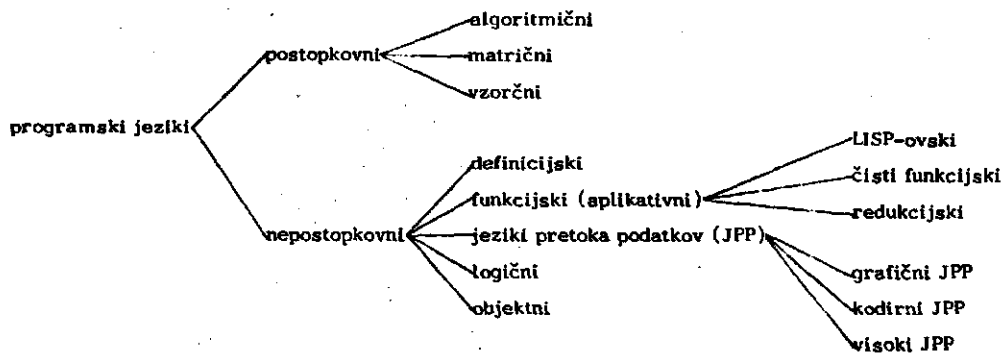 programski jeziki
postopkovni
algoritmični
matrični
vzorčni
nepostopkovni
definicijski
funkcijski (splikativni)
LISP-ovski
čisti funkcijski
redukcijski
jeziki pretoka podatkov (JPP)
grafični JPP
kodirni JPP
visoki JPP
logični
objektni